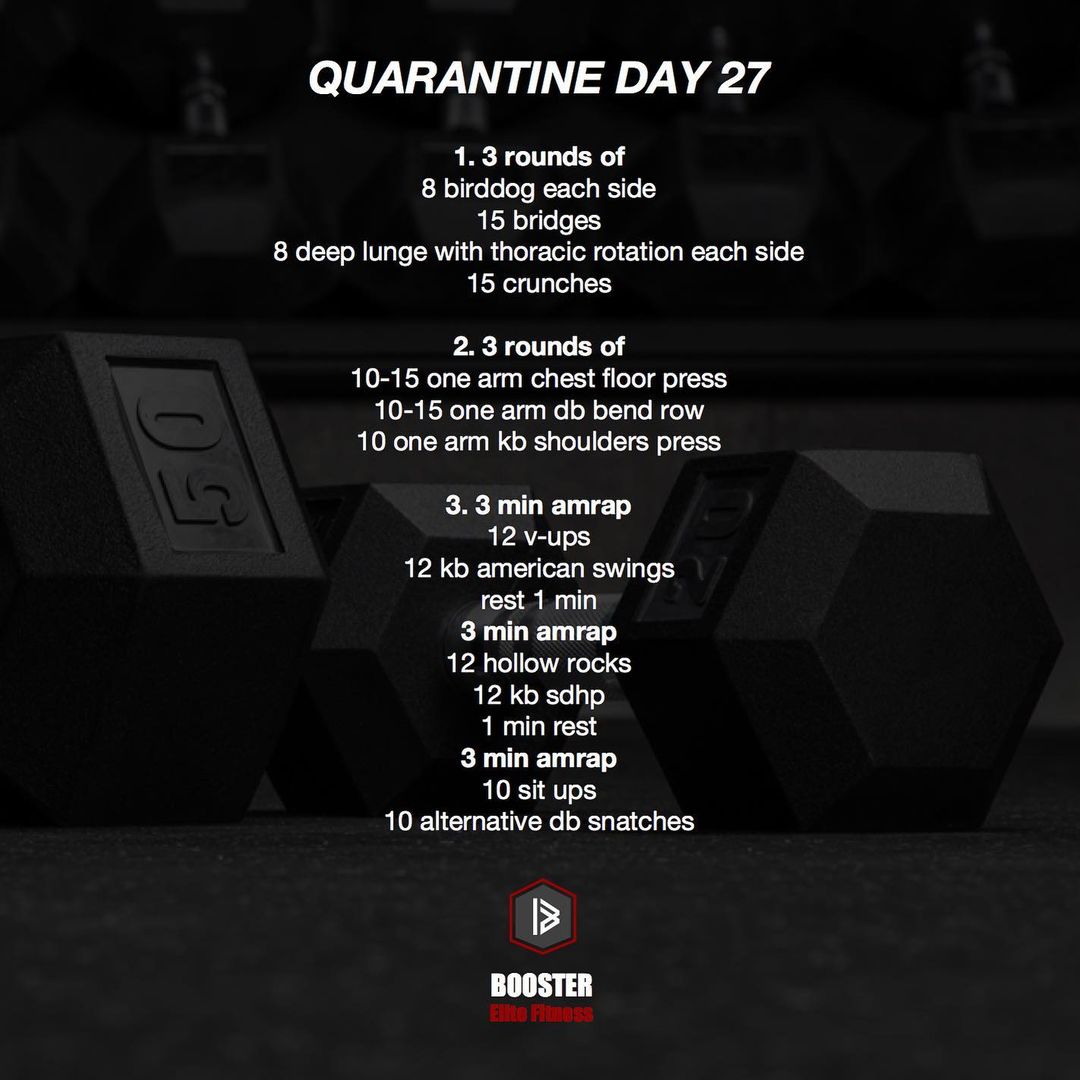 QUARANTINE DAY 27
1. 3 rounds of
8 birddog each side
15 bridges
8 deep lunge with thoracic rotation each side
15 crunches
2. 3 rounds of
10-15 one arm chest floor press
10-15 one arm db bend row
10 one arm kb shoulders press
3. 3 min amrap
12 v-ups
12 kb american swings
rest 1 min
3 min amrap
12 hollow rocks
12 kb sdhp
1 min rest
3 min amrap
10 sit ups
10 alternative db snatches
50
20
B
BOOSTER
Elite Fitness